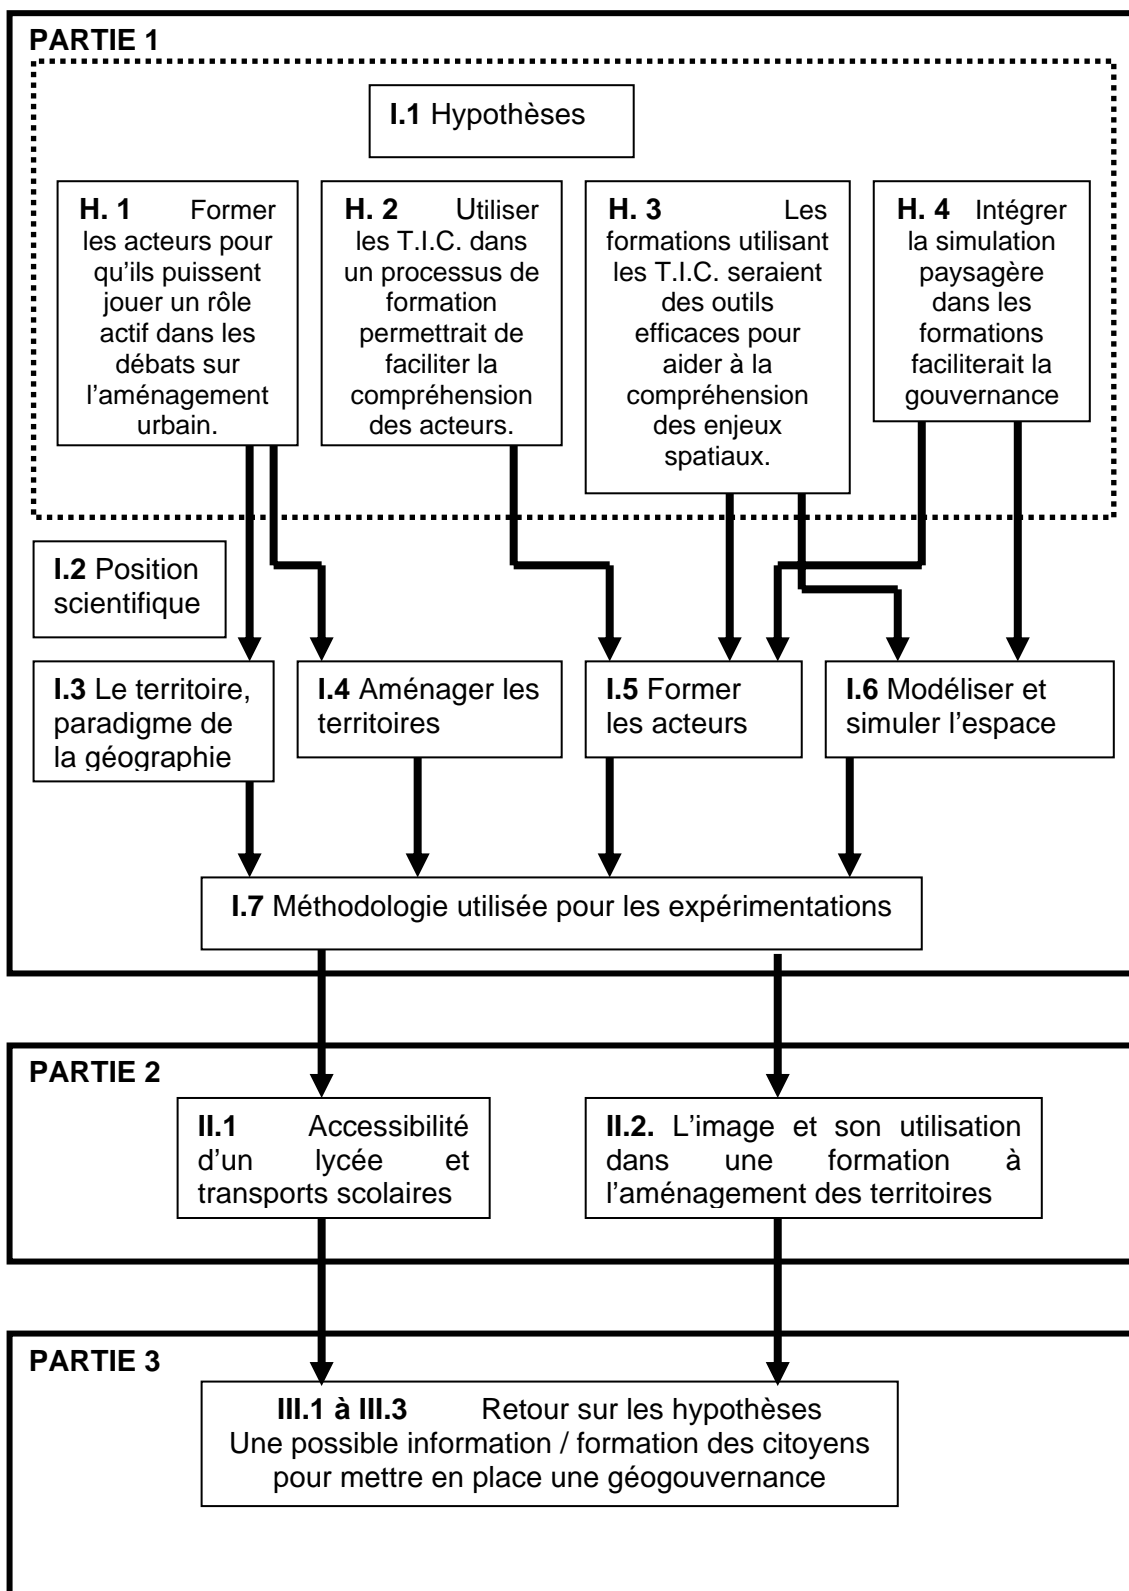 PARTIE 1
I.1 Hypothèses
H. 1 Former
les acteurs pour
qu’ils puissent
jouer un rôle
actif dans les
débats sur
l’aménagement
urbain.
H. 2 Utiliser
les T.I.C. dans
un processus de
formation
permettrait de
faciliter la
compréhension
des acteurs.
H. 3 Les
formations utilisant
les T.I.C. seraient
des outils
efficaces pour
aider à la
compréhension
des enjeux
spatiaux.
H. 4 Intégrer
la simulation
paysagère
dans les
formations
faciliterait la
gouvernance
I.2 Position
scientifique
I.3 Le territoire,
paradigme de
la géographie
I.4 Aménager les
territoires
I.5 Former
les acteurs
I.6 Modéliser et
simuler l’espace
I.7 Méthodologie utilisée pour les expérimentations
PARTIE 2
II.1 Accessibilité
d’un lycée et
transports scolaires
II.2. L’image et son utilisation
dans une formation à
l’aménagement des territoires
PARTIE 3
III.1 à III.3 Retour sur les hypothèses
Une possible information / formation des citoyens
pour mettre en place une géogouvernance